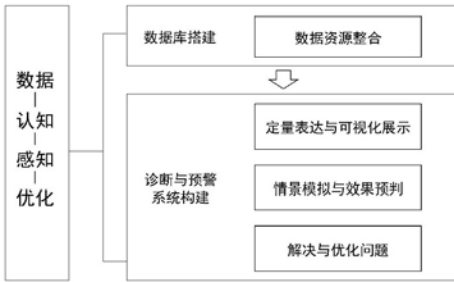 数据
认知
感知
优化
数据库搭建
数据资源整合
诊断与预警
系统构建
定量表达与可视化展示
情景模拟与效果预判
解决与优化问题